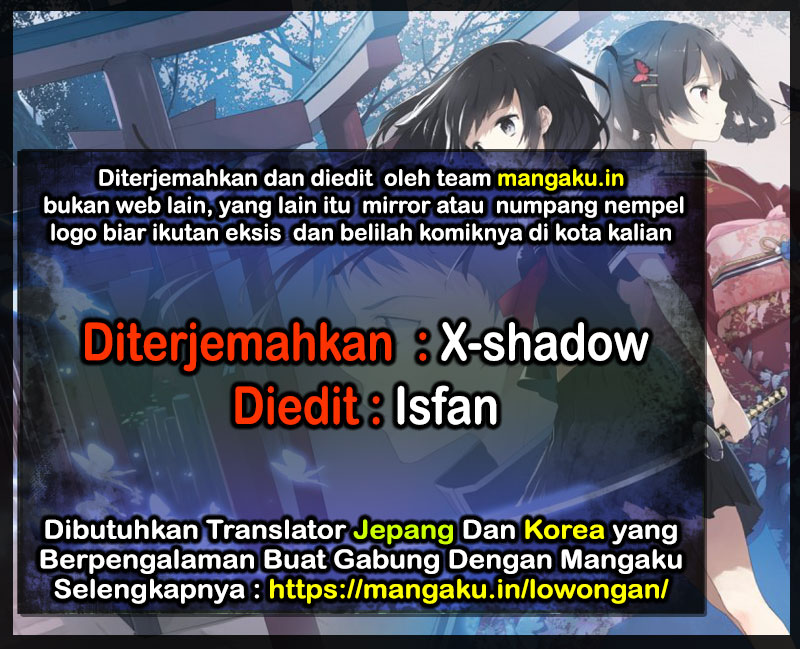 Diterjemahkan dan diedit oleh team mangaku.in
bukan web lain, yang lain itu mirror atau numpang nempel
logo biar ikutan eksis dan belilah komiknya di kota kalian
Diterjemahkan : X-shadow
Diedit : Isfan
Dibutuhkan Translator Jepang Dan Korea yang
Berpengalaman Buat Gabung Dengan Mangaku
Selengkapnya : https://mangaku.in/lowongan/